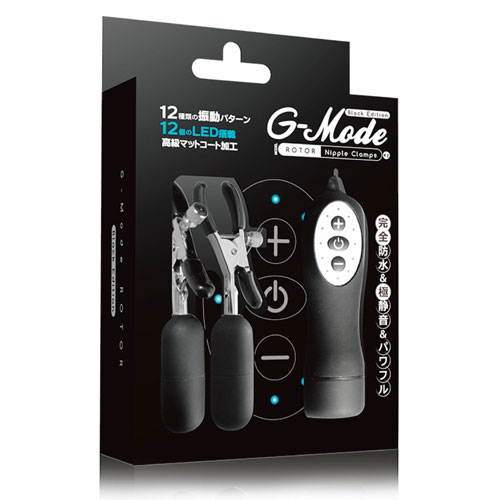 12種類の振動パターン
12個のLED搭載
高級マットコート加工
Black Edition
G-Mode
ROTOR Nipple Clamps
完全防水&極静音&パワフル
G-Mode ROTOR
Black Edition